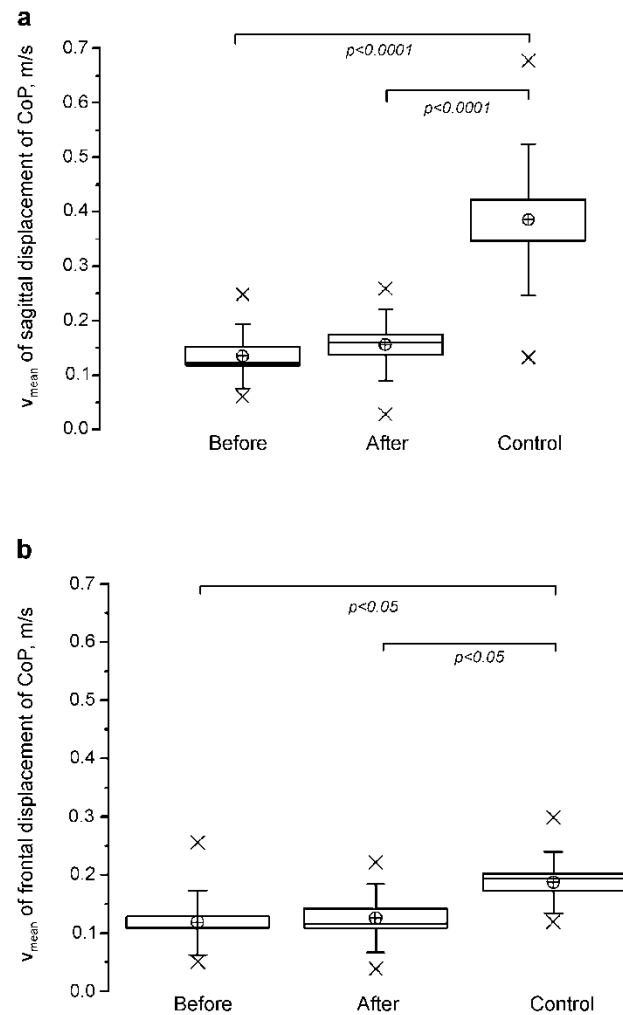 a
v_mean of sagittal displacement of CoP, m/s
0.7
0.6
0.5
0.4
0.3
0.2
0.1
0.0
p<0.0001
p<0.0001
Before After Control
b
v_mean of frontal displacement of CoP, m/s
0.7
0.6
0.5
0.4
0.3
0.2
0.1
0.0
p<0.05
p<0.05
Before After Control